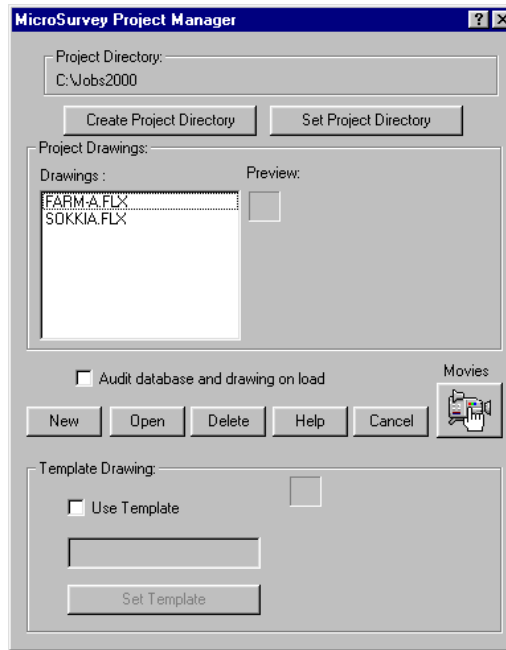 MicroSurvey Project Manager
Project Directory:
C:\Jobs2000
Create Project Directory
Set Project Directory
Project Drawings:
Drawings :
Preview:
FARM-A.FLX
SOKKIA.FLX
Audit database and drawing on load
Movies
New
Open
Delete
Help
Cancel
Template Drawing:
Use Template
Set Template